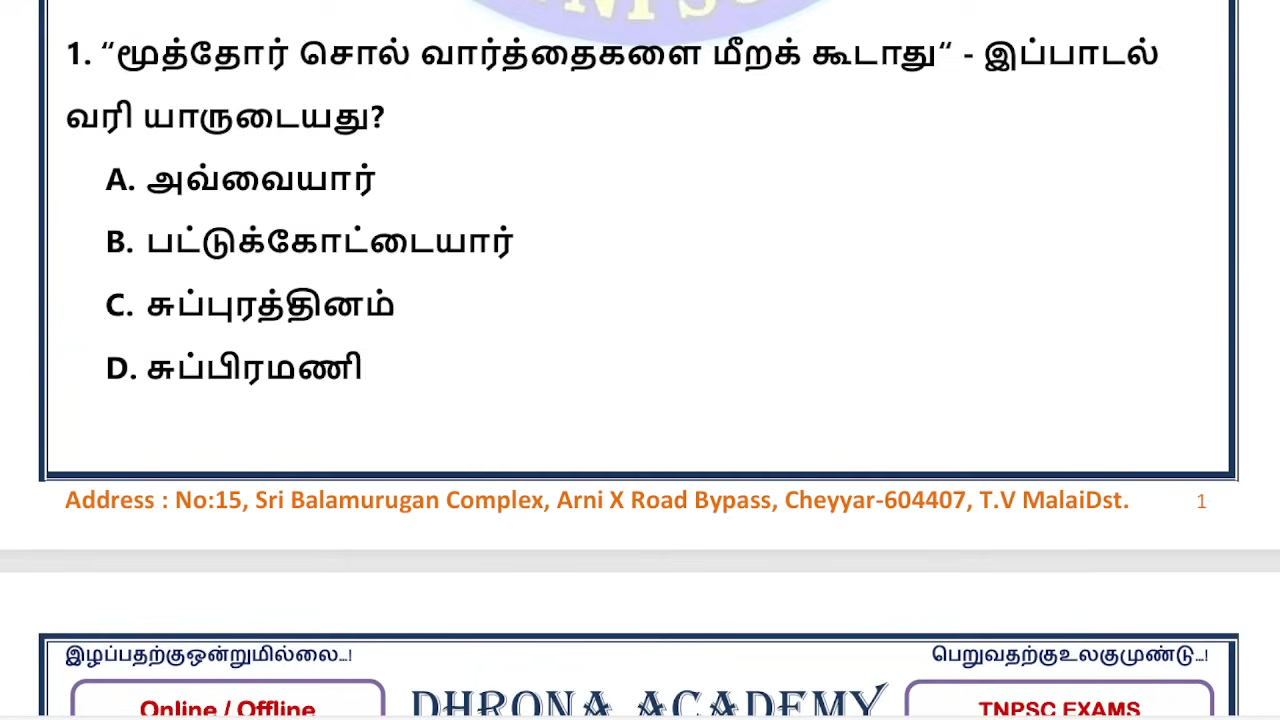 1. “மூத்தோர் சொல் வார்த்தைகளை மீறக் கூடாது“ - இப்பாடல்
வரி யாருடையது?
A. அவ்வையார்
B. பட்டுக்கோட்டையார்
C. சுப்புரத்தினம்
D. சுப்பிரமணி
Address : No:15, Sri Balamurugan Complex, Arni X Road Bypass, Cheyyar-604407, T.V MalaiDst. 1
இழப்பதற்குஒன்றுமில்லை...! பெறுவதற்குஉலகுமுண்டு...!
Online / Offline DHRONA ACADEMY TNPSC EXAMS